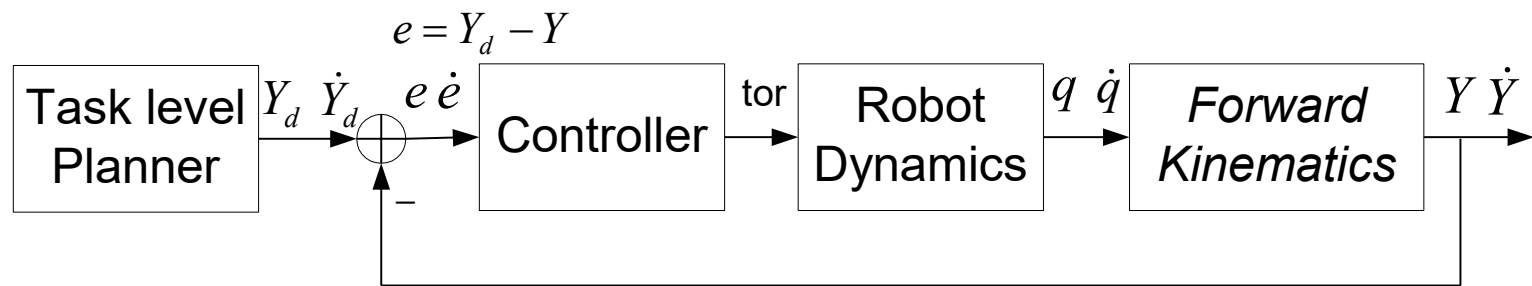 e = Y_d − Y
Task level
Planner
Y_d Ẏ_d
e ė
Controller
tor
Robot
Dynamics
q q̇
Forward
Kinematics
Y Ẏ
−